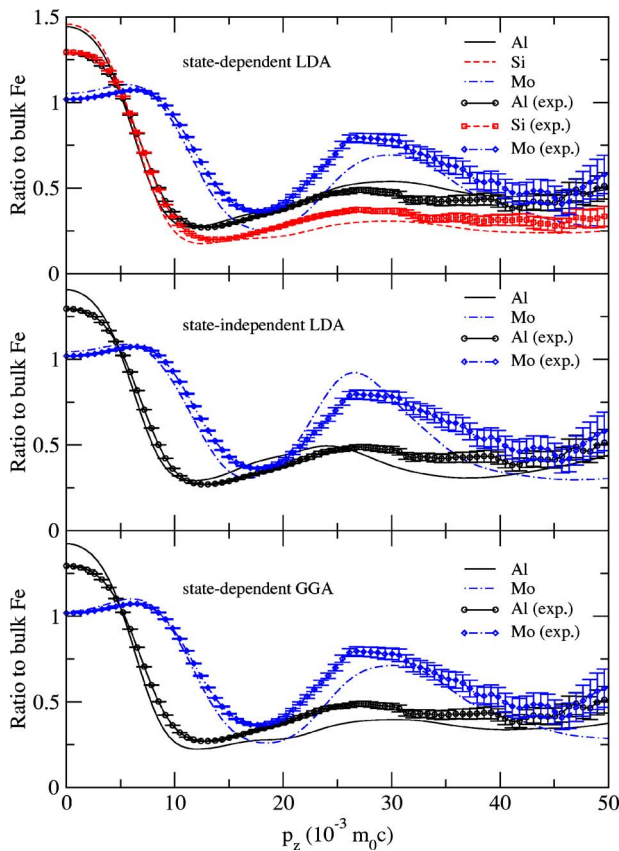 1.5
Al
state-dependent LDA
Si
Mo
Al (exp.)
Si (exp.)
Mo (exp.)
1
0.5
0
Ratio to bulk Fe
Al
state-independent LDA
Mo
Al (exp.)
Mo (exp.)
1
0.5
0
Ratio to bulk Fe
Al
state-dependent GGA
Mo
Al (exp.)
Mo (exp.)
1
0.5
0
Ratio to bulk Fe
0 10 20 30 40 50
p_z (10^-3 m_0c)